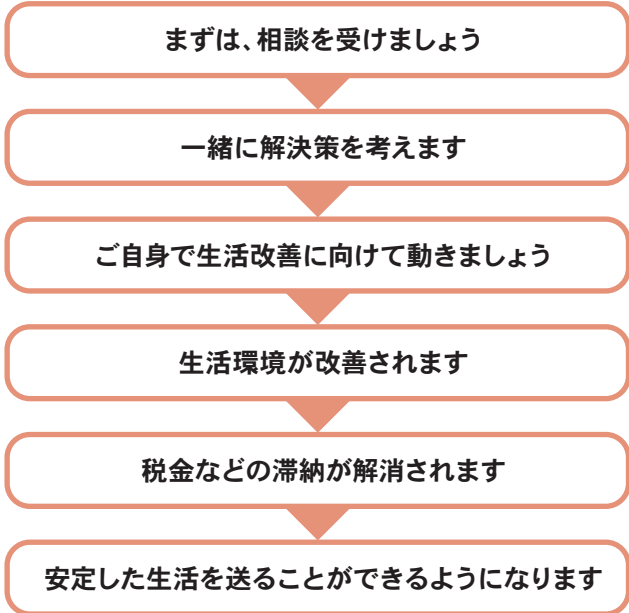 まずは、相談を受けましょう
一緒に解決策を考えます
ご自身で生活改善に向けて動きましょう
生活環境が改善されます
税金などの滞納が解消されます
安定した生活を送ることができるようになります